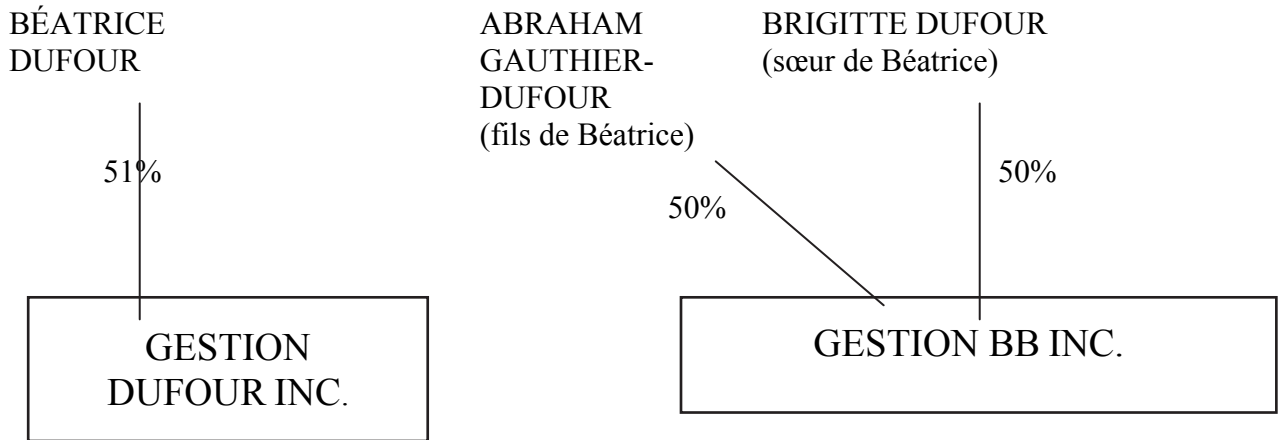 BÉATRICE
DUFOUR
ABRAHAM
GAUTHIER-
DUFOUR
(fils de Béatrice)
BRIGITTE DUFOUR
(sœur de Béatrice)
51%
50%
50%
GESTION
DUFOUR INC.
GESTION BB INC.